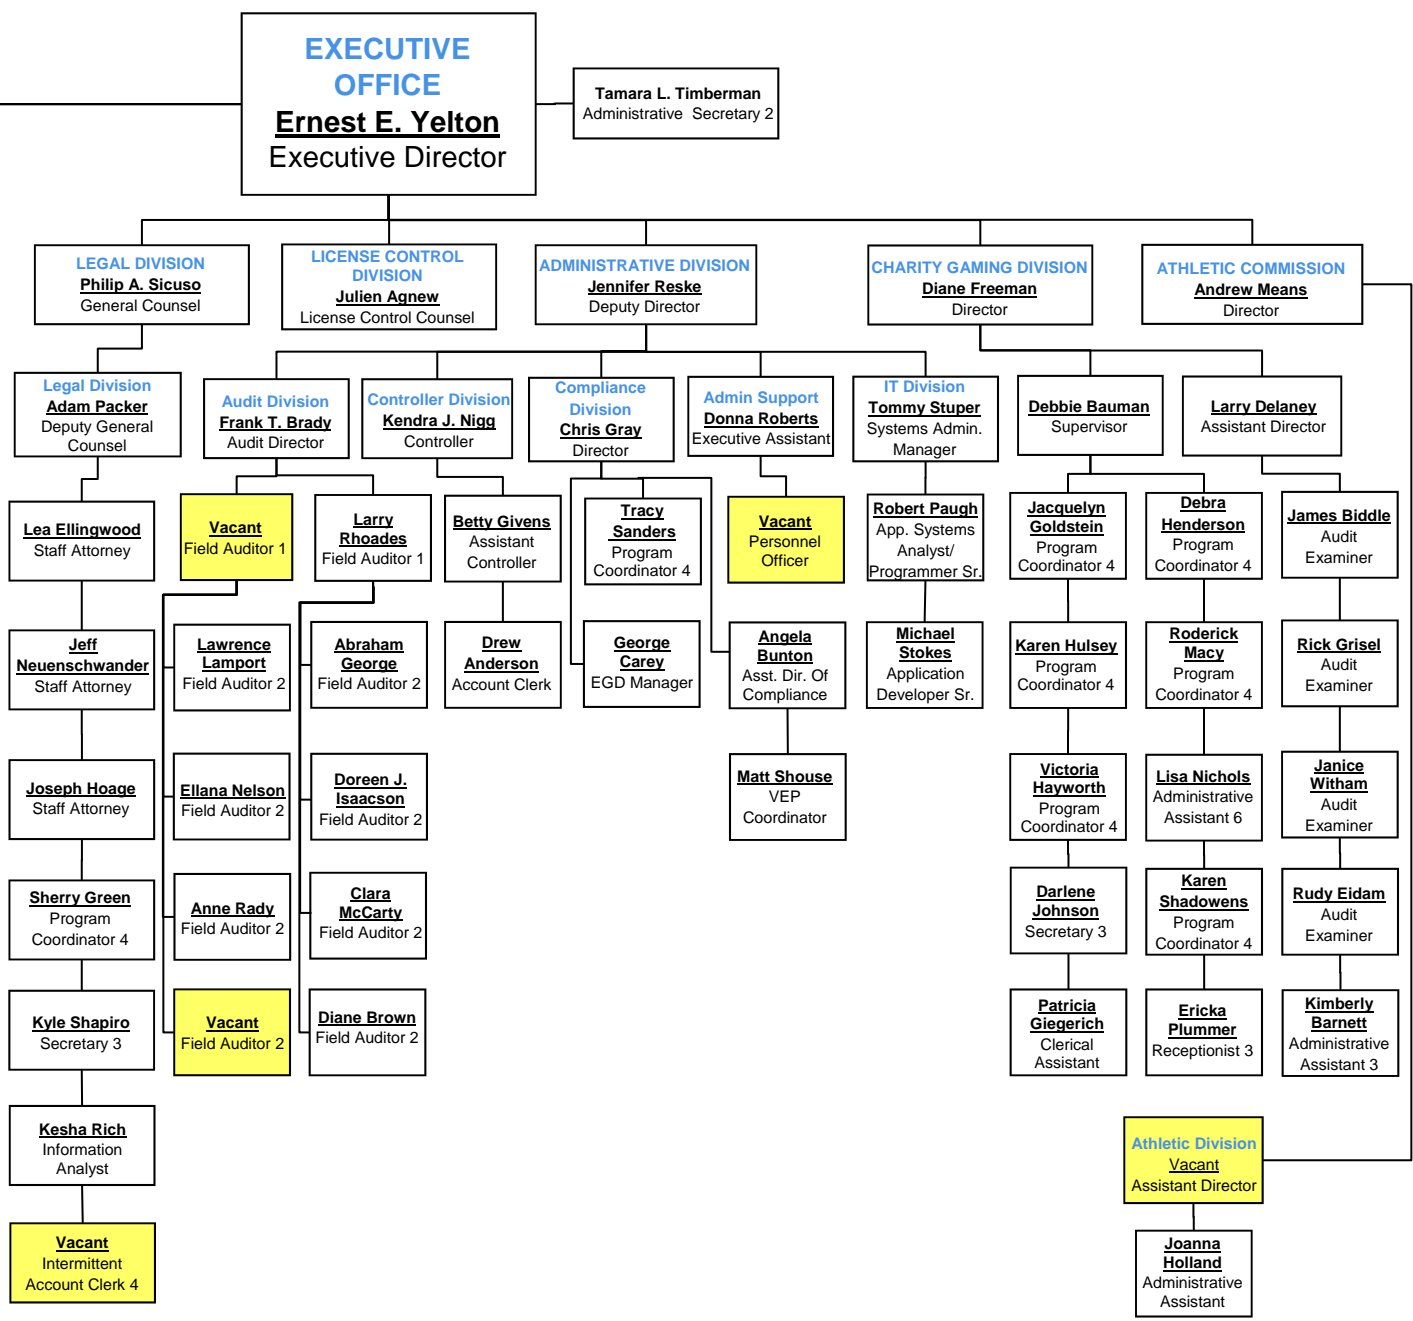 EXECUTIVE
OFFICE
Ernest E. Yelton
Executive Director
Tamara L. Timberman
Administrative Secretary 2
LEGAL DIVISION
Philip A. Sicuso
General Counsel
LICENSE CONTROL
DIVISION
Julien Agnew
License Control Counsel
ADMINISTRATIVE DIVISION
Jennifer Reske
Deputy Director
CHARITY GAMING DIVISION
Diane Freeman
Director
ATHLETIC COMMISSION
Andrew Means
Director
Legal Division
Adam Packer
Deputy General
Counsel
Audit Division
Frank T. Brady
Audit Director
Controller Division
Kendra J. Nigg
Controller
Compliance
Division
Chris Gray
Director
Admin Support
Donna Roberts
Executive Assistant
IT Division
Tommy Stuper
Systems Admin.
Manager
Debbie Bauman
Supervisor
Larry Delaney
Assistant Director
Lea Ellingwood
Staff Attorney
Vacant
Field Auditor 1
Larry
Rhoades
Field Auditor 1
Betty Givens
Assistant
Controller
Tracy
Sanders
Program
Coordinator 4
Vacant
Personnel
Officer
Robert Paugh
App. Systems
Analyst/
Programmer Sr.
Jacquelyn
Goldstein
Program
Coordinator 4
Debra
Henderson
Program
Coordinator 4
James Biddle
Audit
Examiner
Jeff
Neuenschwander
Staff Attorney
Lawrence
Lamport
Field Auditor 2
Abraham
George
Field Auditor 2
Drew
Anderson
Account Clerk
George
Carey
EGD Manager
Angela
Bunton
Asst. Dir. Of
Compliance
Michael
Stokes
Application
Developer Sr.
Karen Hulsey
Program
Coordinator 4
Roderick
Macy
Program
Coordinator 4
Rick Grisel
Audit
Examiner
Joseph Hoage
Staff Attorney
Ellana Nelson
Field Auditor 2
Doreen J.
Isaacson
Field Auditor 2
Matt Shouse
VEP
Coordinator
Victoria
Hayworth
Program
Coordinator 4
Lisa Nichols
Administrative
Assistant 6
Janice
Witham
Audit
Examiner
Sherry Green
Program
Coordinator 4
Anne Rady
Field Auditor 2
Clara
McCarty
Field Auditor 2
Darlene
Johnson
Secretary 3
Karen
Shadowens
Program
Coordinator 4
Rudy Eidam
Audit
Examiner
Kyle Shapiro
Secretary 3
Vacant
Field Auditor 2
Diane Brown
Field Auditor 2
Patricia
Giegerich
Clerical
Assistant
Ericka
Plummer
Receptionist 3
Kimberly
Barnett
Administrative
Assistant 3
Kesha Rich
Information
Analyst
Athletic Division
Vacant
Assistant Director
Vacant
Intermittent
Account Clerk 4
Joanna
Holland
Administrative
Assistant